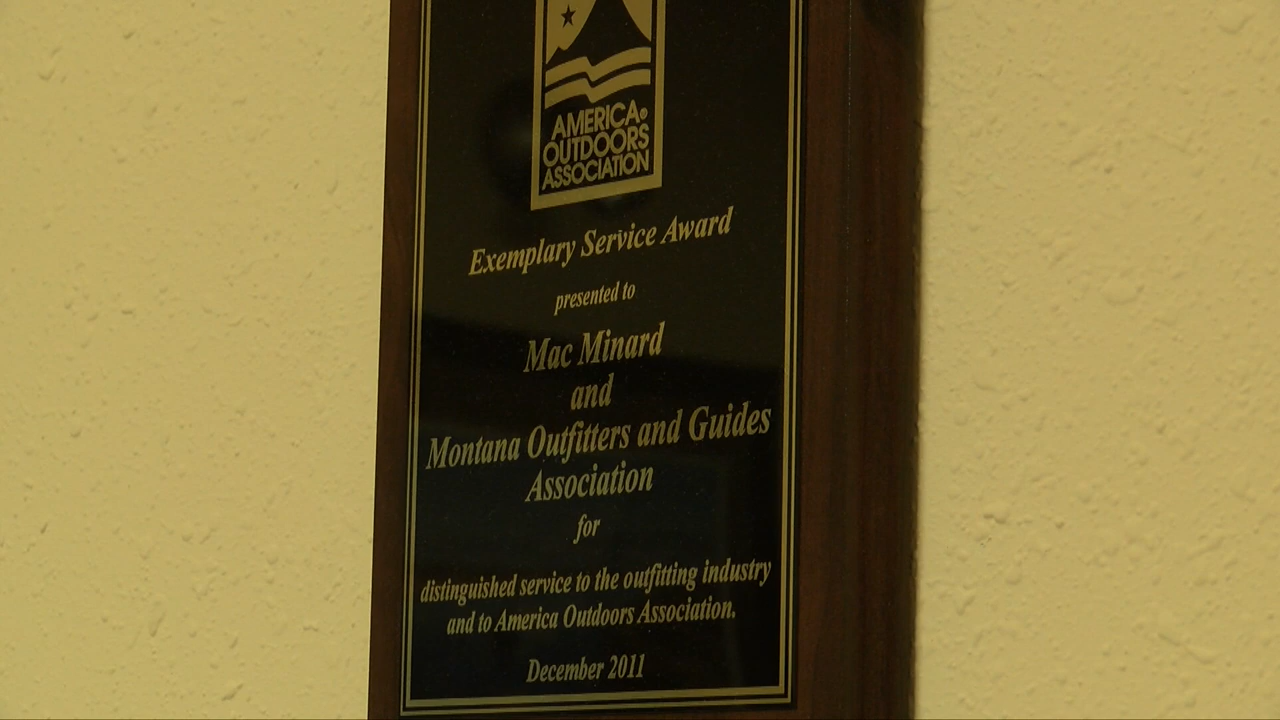 AMERICA®
OUTDOORS
ASSOCIATION
Exemplary Service Award
presented to
Mac Minard
and
Montana Outfitters and Guides
Association
for
distinguished service to the outfitting industry
and to America Outdoors Association.
December 2011